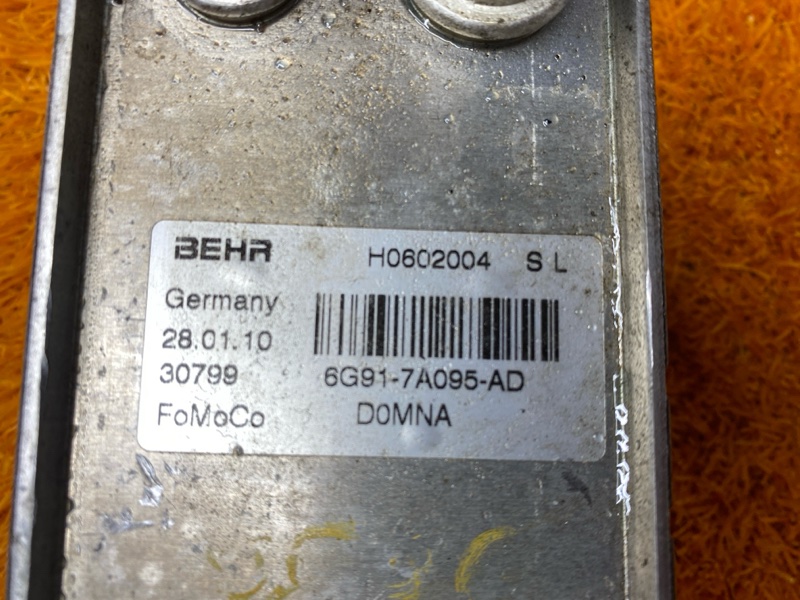 BEHR H0602004 S L
Germany
28.01.10
30799 6G91-7A095-AD
FoMoCo D0MNA